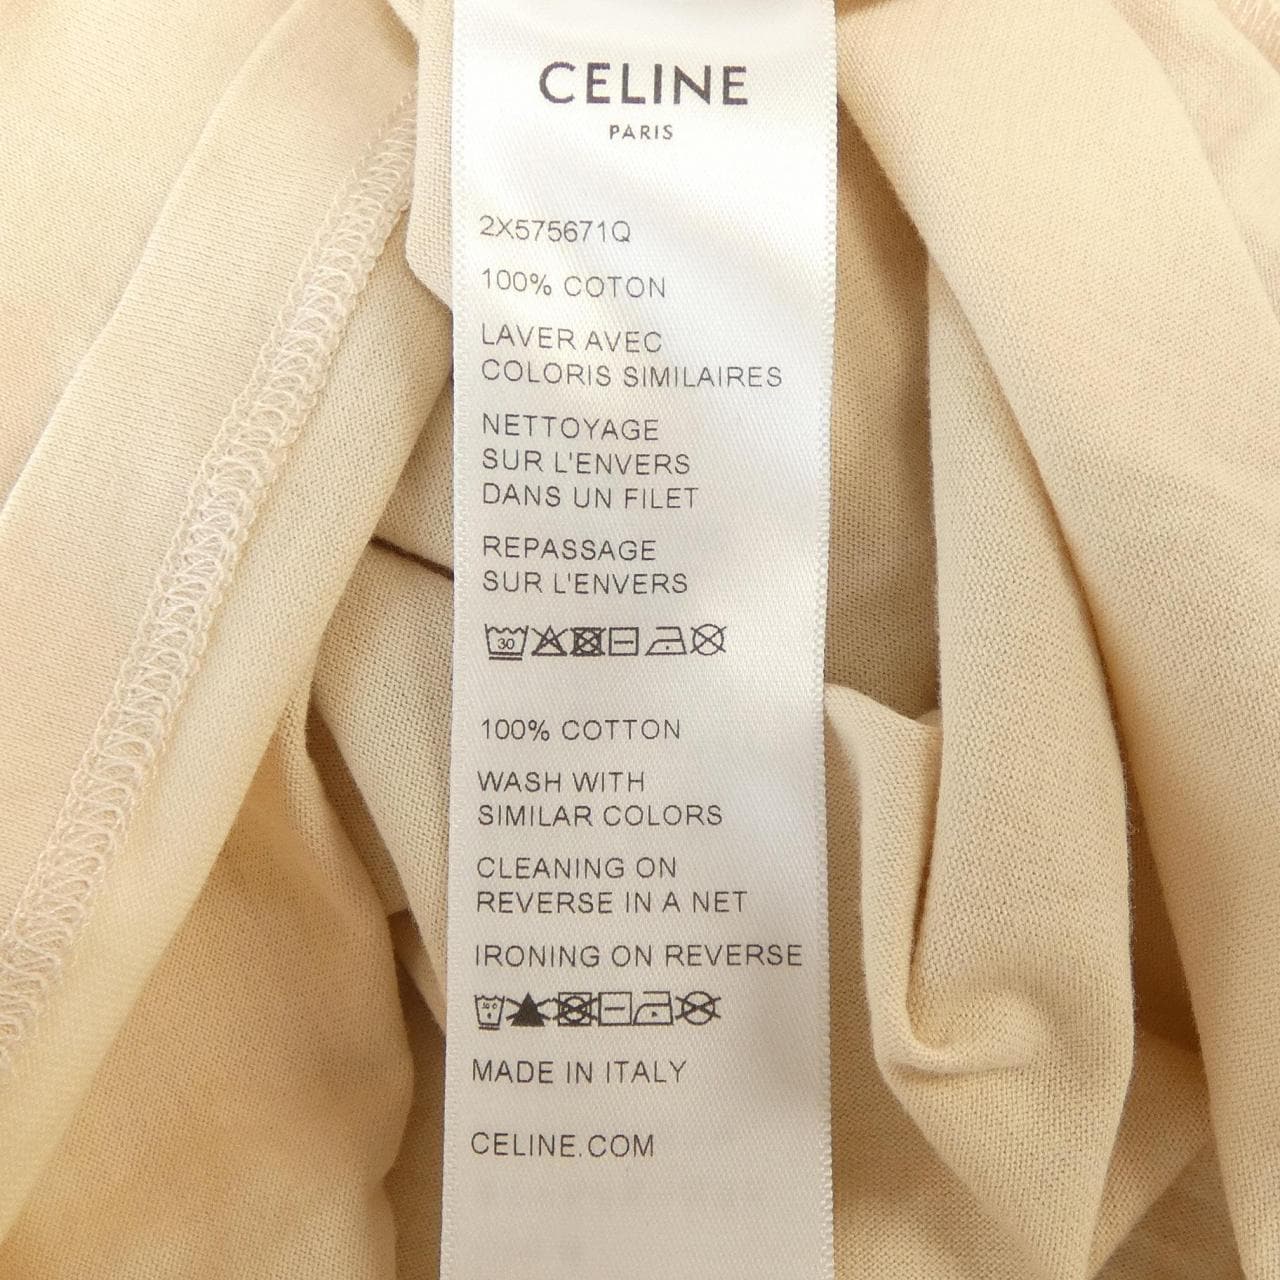 CELINE
PARIS
2X575671Q
100% COTON
LAVER AVEC
COLORIS SIMILAIRES
NETTOYAGE
SUR L'ENVERS
DANS UN FILET
REPASSAGE
SUR L'ENVERS
30
100% COTTON
WASH WITH
SIMILAR COLORS
CLEANING ON
REVERSE IN A NET
IRONING ON REVERSE
MADE IN ITALY
CELINE.COM